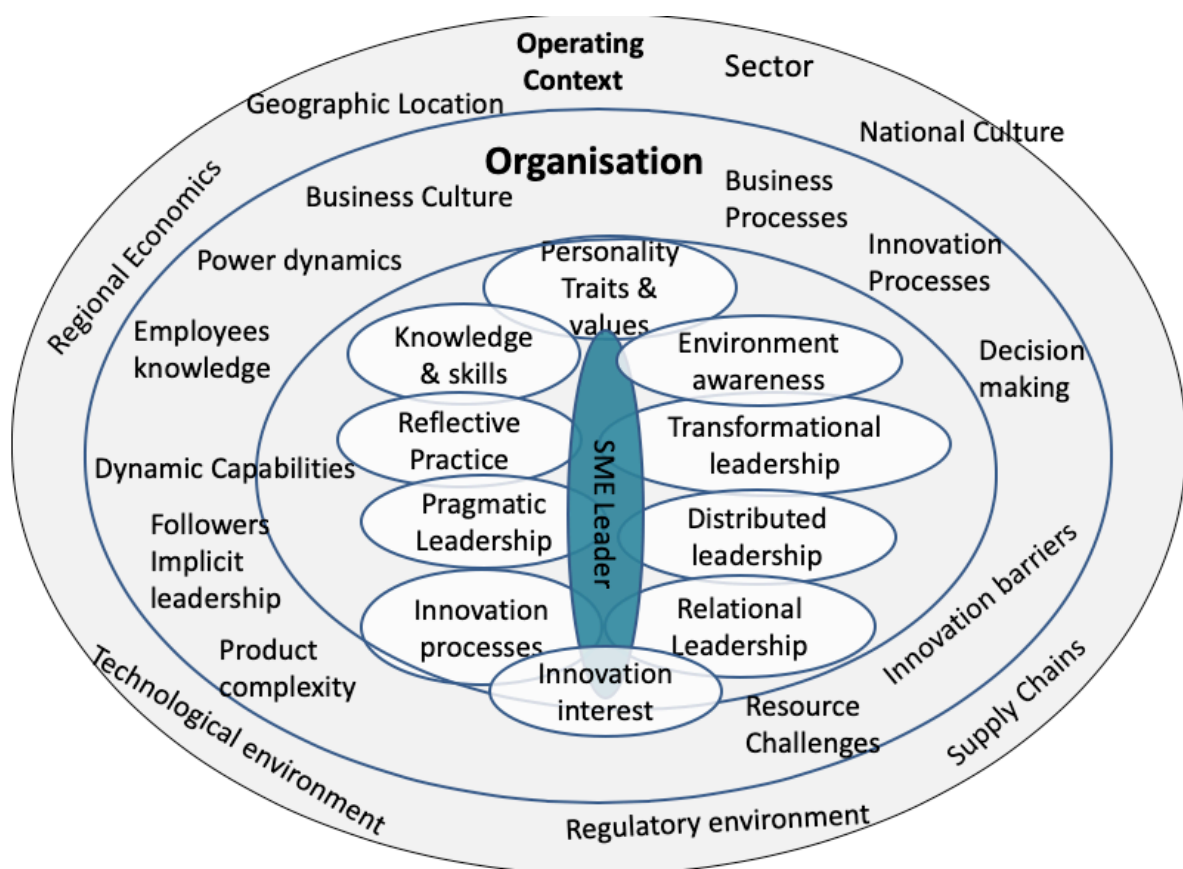 Operating
Context
Sector
Geographic Location
National Culture
Regional Economics
Organisation
Business Culture
Business
Processes
Power dynamics
Innovation
Processes
Employees
knowledge
Decision
making
Personality
Traits &
values
Knowledge
& skills
Environment
awareness
Reflective
Practice
Transformational
leadership
SME Leader
Dynamic Capabilities
Pragmatic
Leadership
Distributed
leadership
Followers
Implicit
leadership
Innovation
processes
Relational
Leadership
Innovation barriers
Product
complexity
Innovation
interest
Resource
Challenges
Technological environment
Supply Chains
Regulatory environment